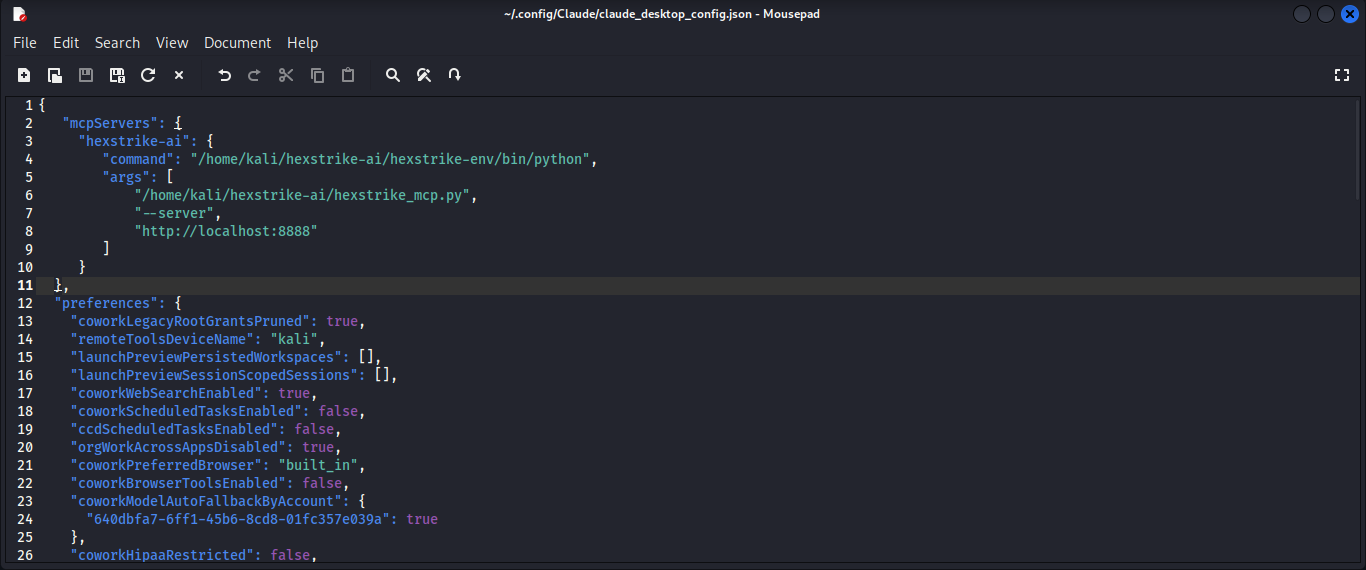 ~/.config/Claude/claude_desktop_config.json - Mousepad
File Edit Search View Document Help
1 {
2 "mcpServers": {
3 "hexstrike-ai": {
4 "command": "/home/kali/hexstrike-ai/hexstrike-env/bin/python",
5 "args": [
6 "/home/kali/hexstrike-ai/hexstrike_mcp.py",
7 "--server",
8 "http://localhost:8888"
9 ]
10 }
11 },
12 "preferences": {
13 "coworkLegacyRootGrantsPruned": true,
14 "remoteToolsDeviceName": "kali",
15 "launchPreviewPersistedWorkspaces": [],
16 "launchPreviewSessionScopedSessions": [],
17 "coworkWebSearchEnabled": true,
18 "coworkScheduledTasksEnabled": false,
19 "ccdScheduledTasksEnabled": false,
20 "orgWorkAcrossAppsDisabled": true,
21 "coworkPreferredBrowser": "built_in",
22 "coworkBrowserToolsEnabled": false,
23 "coworkModelAutoFallbackByAccount": {
24 "640dbfa7-6ff1-45b6-8cd8-01fc357e039a": true
25 },
26 "coworkHipaaRestricted": false,